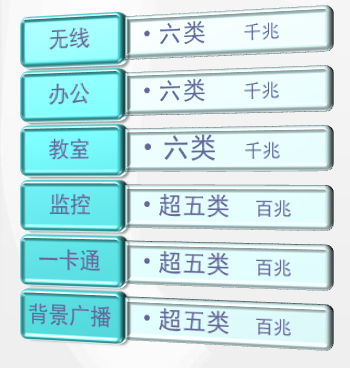 无线 • 六类 千兆
办公 • 六类 千兆
教室 • 六类 千兆
监控 • 超五类 百兆
一卡通 • 超五类 百兆
背景广播 • 超五类 百兆